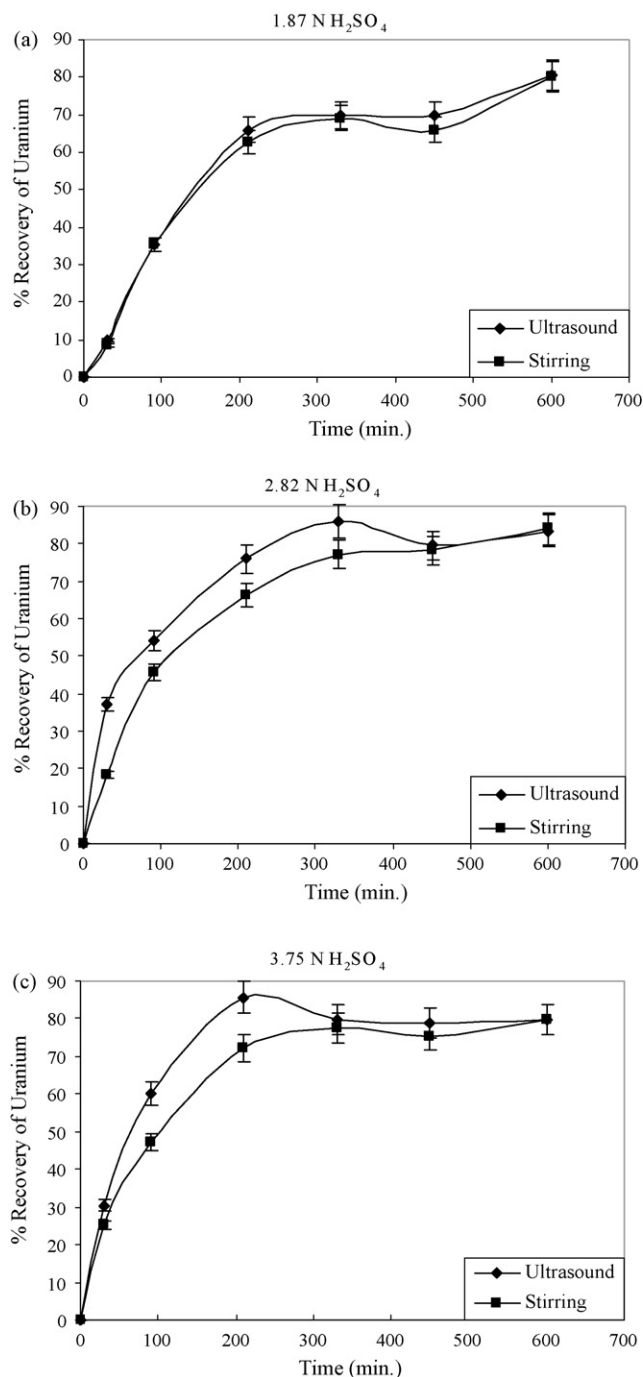 (a)
1.87 N H₂SO₄
90
80
70
60
50
40
30
20
10
0
% Recovery of Uranium
0 100 200 300 400 500 600 700
Time (min.)
Ultrasound
Stirring
(b)
2.82 N H₂SO₄
90
80
70
60
50
40
30
20
10
0
% Recovery of Uranium
0 100 200 300 400 500 600 700
Time (min.)
Ultrasound
Stirring
(c)
3.75 N H₂SO₄
90
80
70
60
50
40
30
20
10
0
% Recovery of Uranium
0 100 200 300 400 500 600 700
Time (min.)
Ultrasound
Stirring